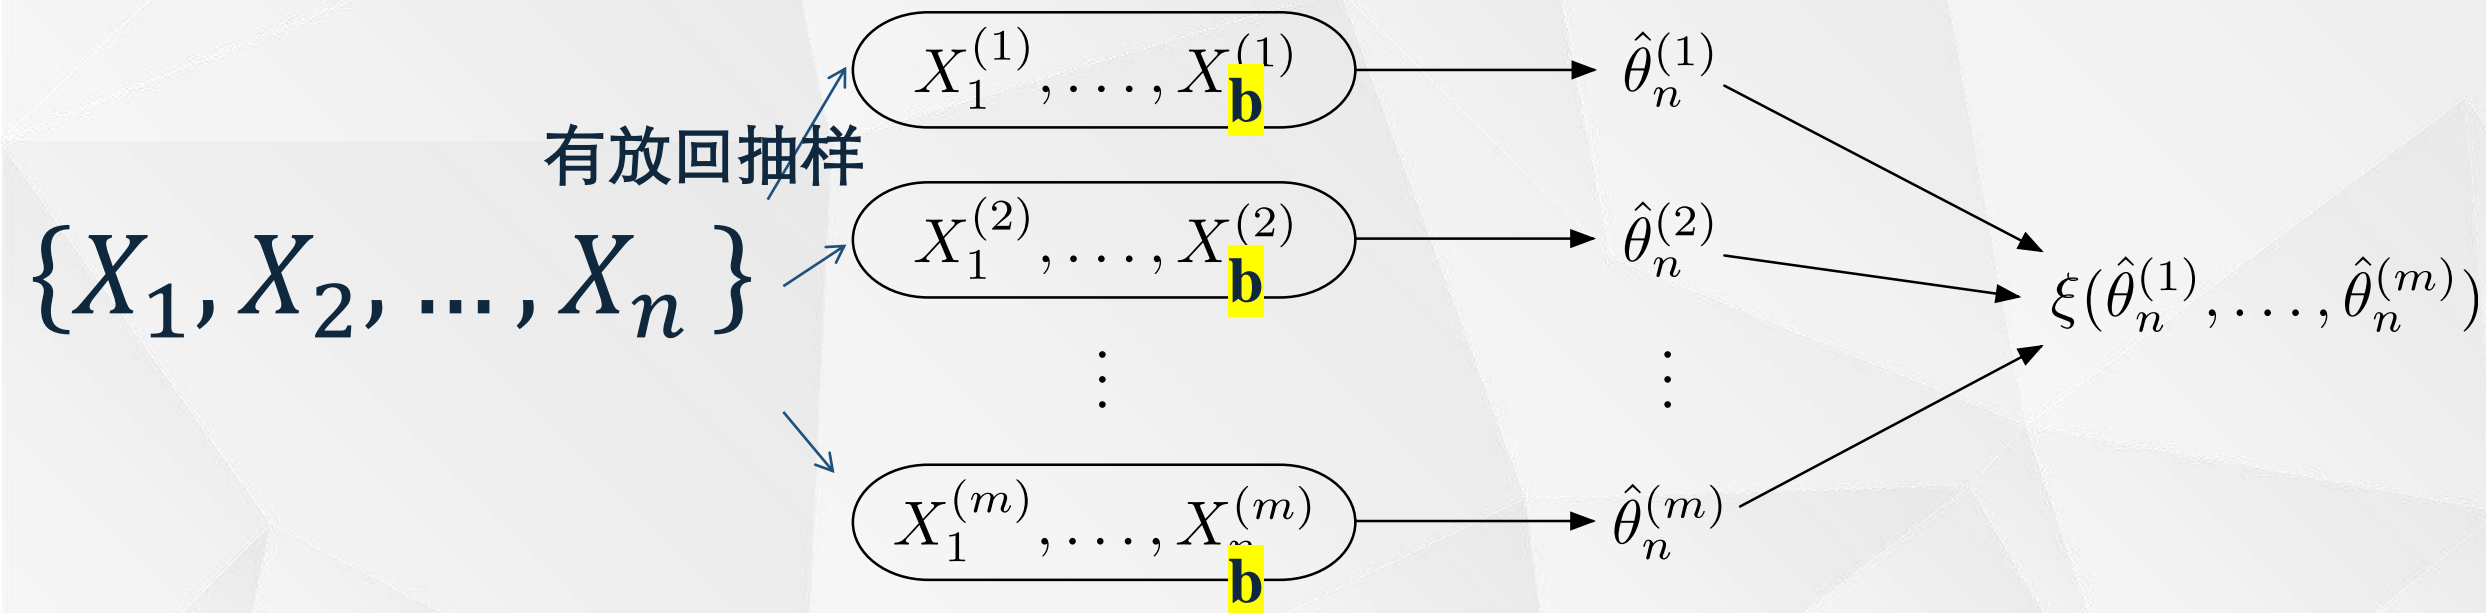 有放回抽样
{X₁, X₂, …, Xₙ}
X₁⁽¹⁾, . . . , X⁽¹⁾ b
θ̂ₙ⁽¹⁾
X₁⁽²⁾, . . . , X⁽²⁾ b
θ̂ₙ⁽²⁾
ξ(θ̂ₙ⁽¹⁾, . . . , θ̂ₙ⁽ᵐ⁾)
⋮ ⋮
X₁⁽ᵐ⁾, . . . , X⁽ᵐ⁾ b
θ̂ₙ⁽ᵐ⁾